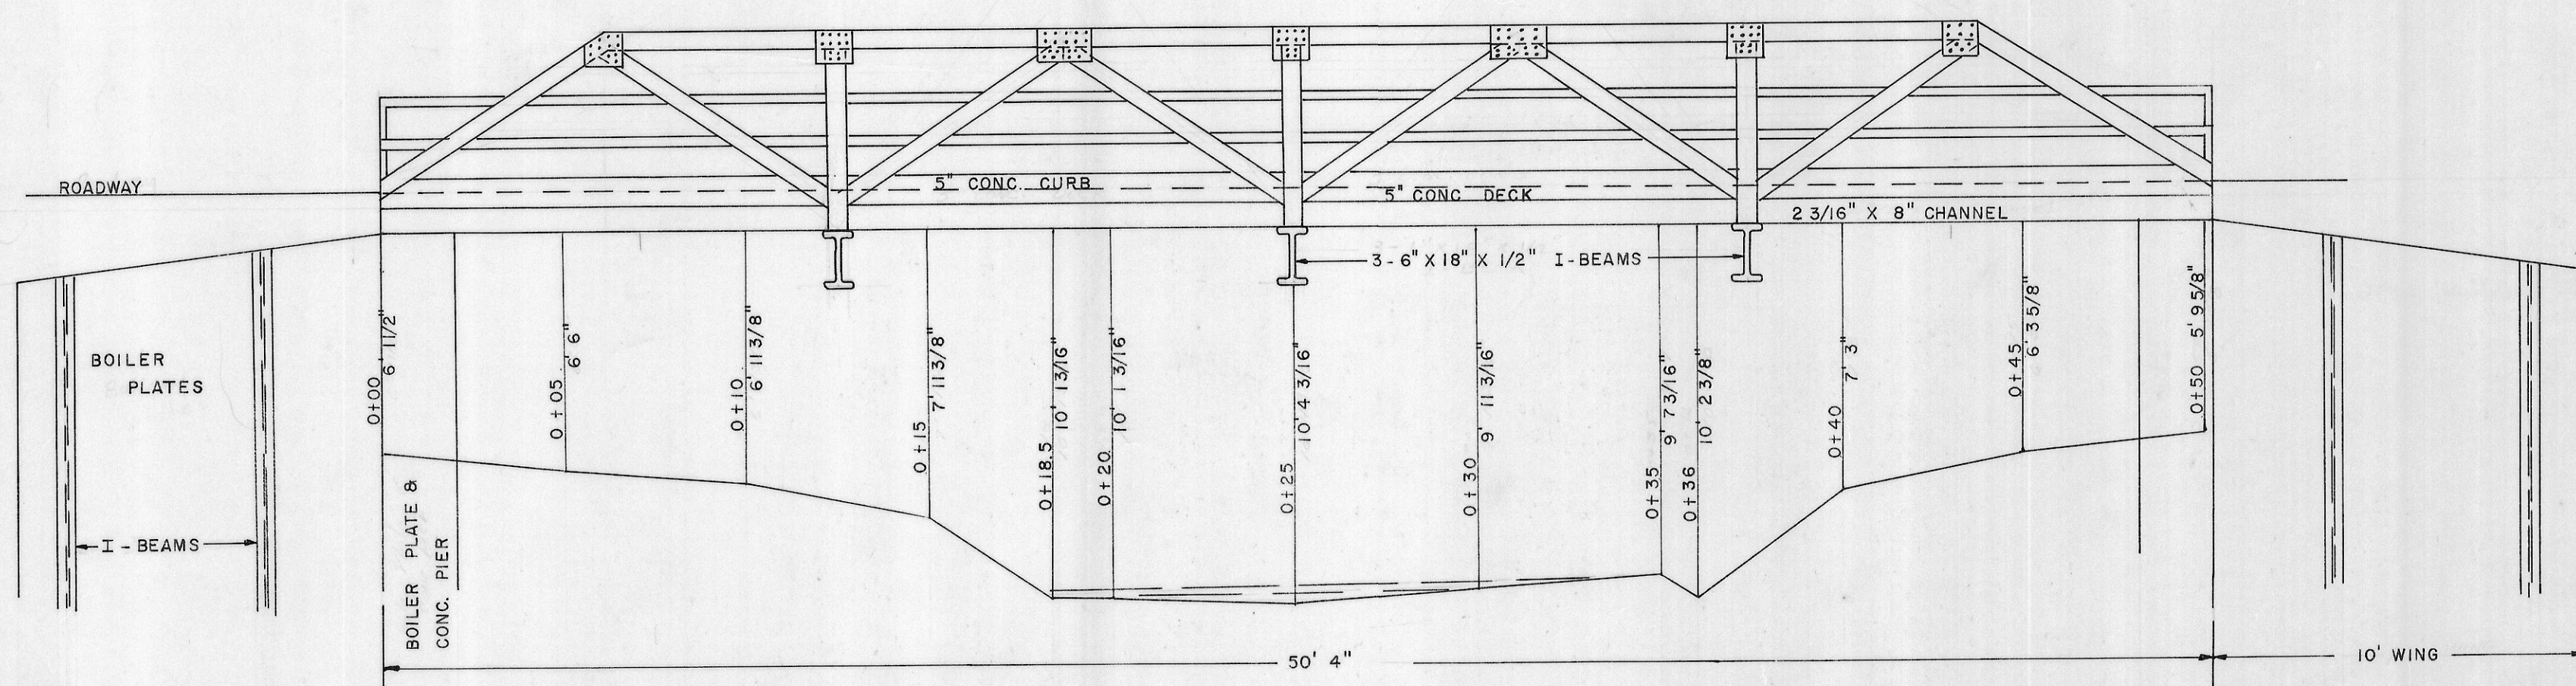 ROADWAY
5" CONC. CURB
5" CONC DECK
2 3/16" X 8" CHANNEL
3 - 6" X 18" X 1/2" I-BEAMS
BOILER
PLATES
I - BEAMS
BOILER PLATE &
CONC. PIER
0+00 6' 11/2"
0+05 6' 6"
0+10 6' 11 3/8"
0+15 7' 11 3/8"
0+18.5 10' 13/16"
0+20 10' 1 3/16"
0+25 10' 4 3/16"
0+30 9' 11 3/16"
0+35 9' 7 3/16"
0+36 10' 2 3/8"
0+40 7' 3"
0+45 6' 3 5/8"
0+50 5' 9 5/8"
50' 4"
10' WING